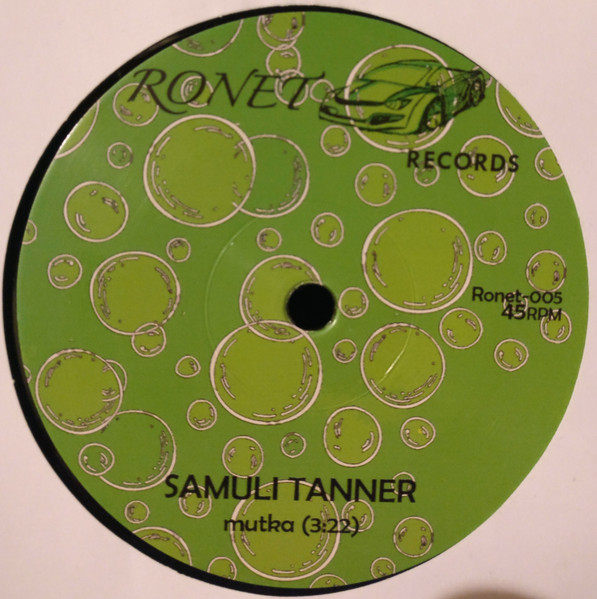 RONET
RECORDS
Ronet-005
45RPM
SAMULI TANNER
mutka (3:22)